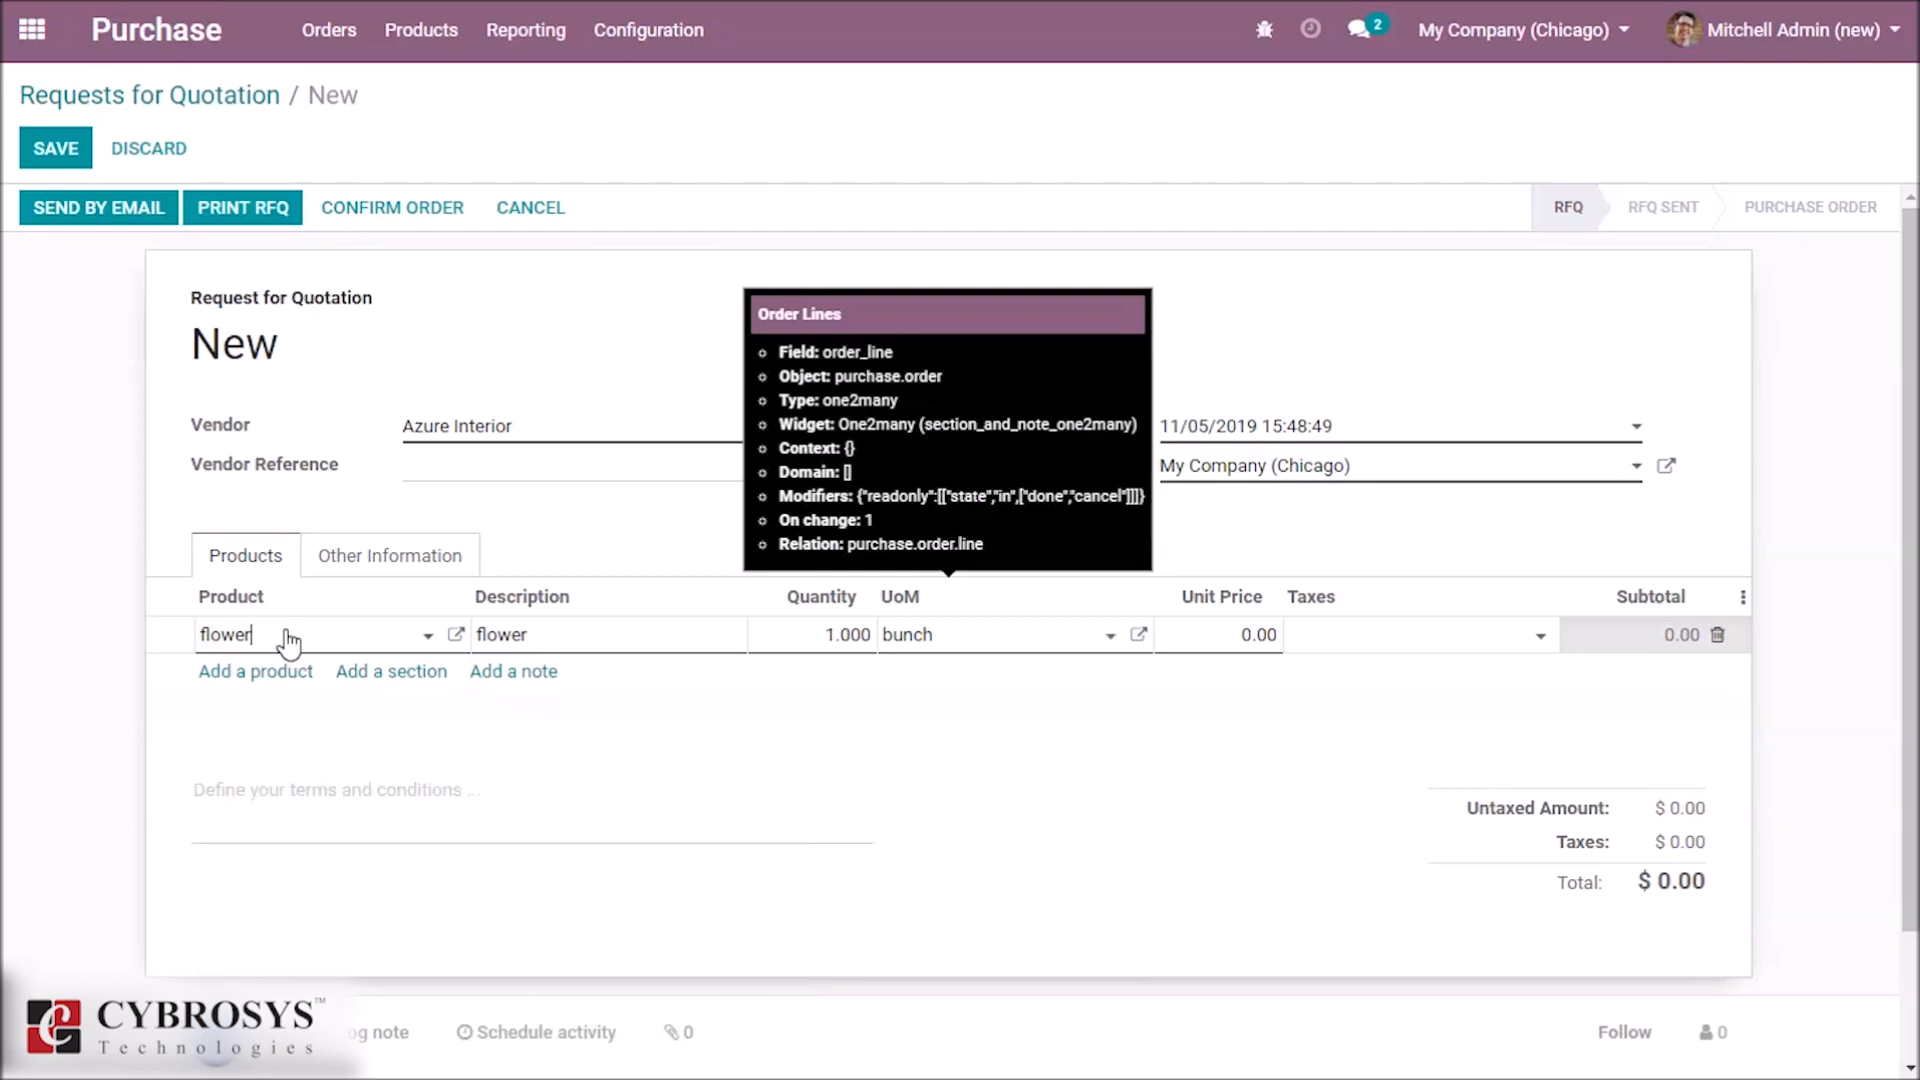 Purchase Orders Products Reporting Configuration 2 My Company (Chicago) Mitchell Admin (new)
Requests for Quotation / New
SAVE DISCARD
SEND BY EMAIL PRINT RFQ CONFIRM ORDER CANCEL RFQ RFQ SENT PURCHASE ORDER
Request for Quotation
New
Order Lines
Field: order_line
Object: purchase.order
Type: one2many
Widget: One2many (section_and_note_one2many)
Context: {}
Domain: []
Modifiers: {"readonly":[["state","in",["done","cancel"]]]}
On change: 1
Relation: purchase.order.line
Vendor Azure Interior 11/05/2019 15:48:49
Vendor Reference My Company (Chicago)
Products Other Information
Product Description Quantity UoM Unit Price Taxes Subtotal
flower flower 1.000 bunch 0.00 0.00
Add a product Add a section Add a note
Define your terms and conditions ...
Untaxed Amount: $ 0.00
Taxes: $ 0.00
Total: $ 0.00
CYBROSYS™
Technologies
og note Schedule activity 0 Follow 0